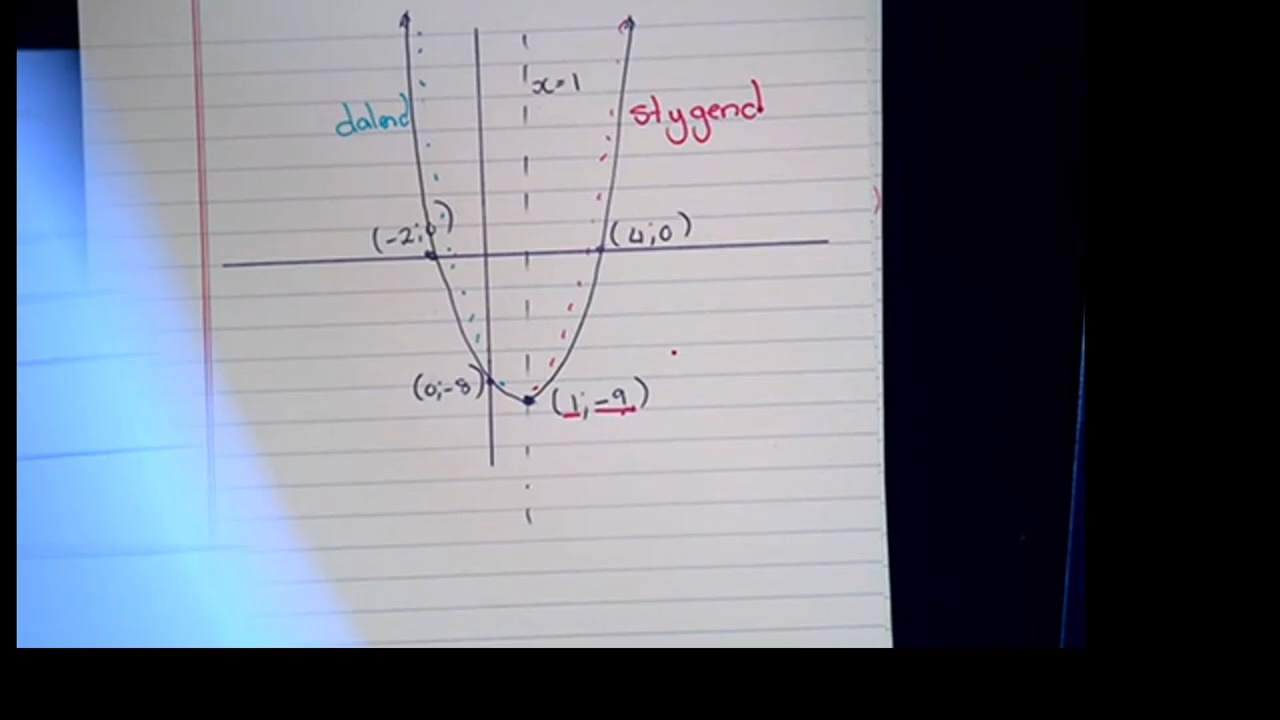 x=1
dalend
stygend
(-2;0)
(4;0)
(0;-8)
(1;-9)